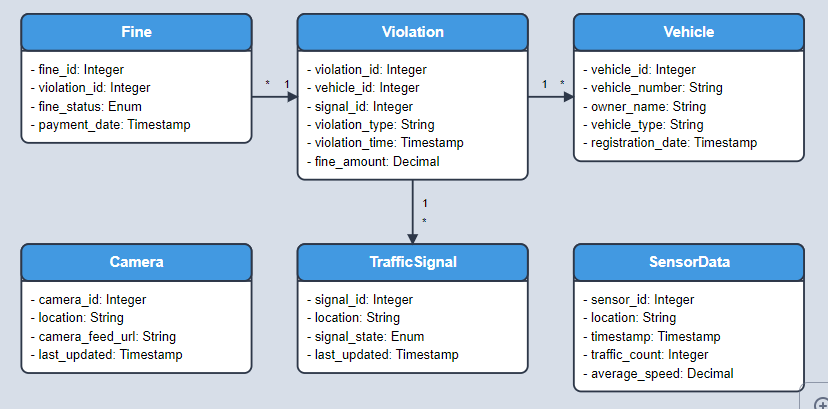 Fine
- fine_id: Integer
- violation_id: Integer
- fine_status: Enum
- payment_date: Timestamp
* 1
Violation
- violation_id: Integer
- vehicle_id: Integer
- signal_id: Integer
- violation_type: String
- violation_time: Timestamp
- fine_amount: Decimal
1 *
Vehicle
- vehicle_id: Integer
- vehicle_number: String
- owner_name: String
- vehicle_type: String
- registration_date: Timestamp
1
*
Camera
- camera_id: Integer
- location: String
- camera_feed_url: String
- last_updated: Timestamp
TrafficSignal
- signal_id: Integer
- location: String
- signal_state: Enum
- last_updated: Timestamp
SensorData
- sensor_id: Integer
- location: String
- timestamp: Timestamp
- traffic_count: Integer
- average_speed: Decimal